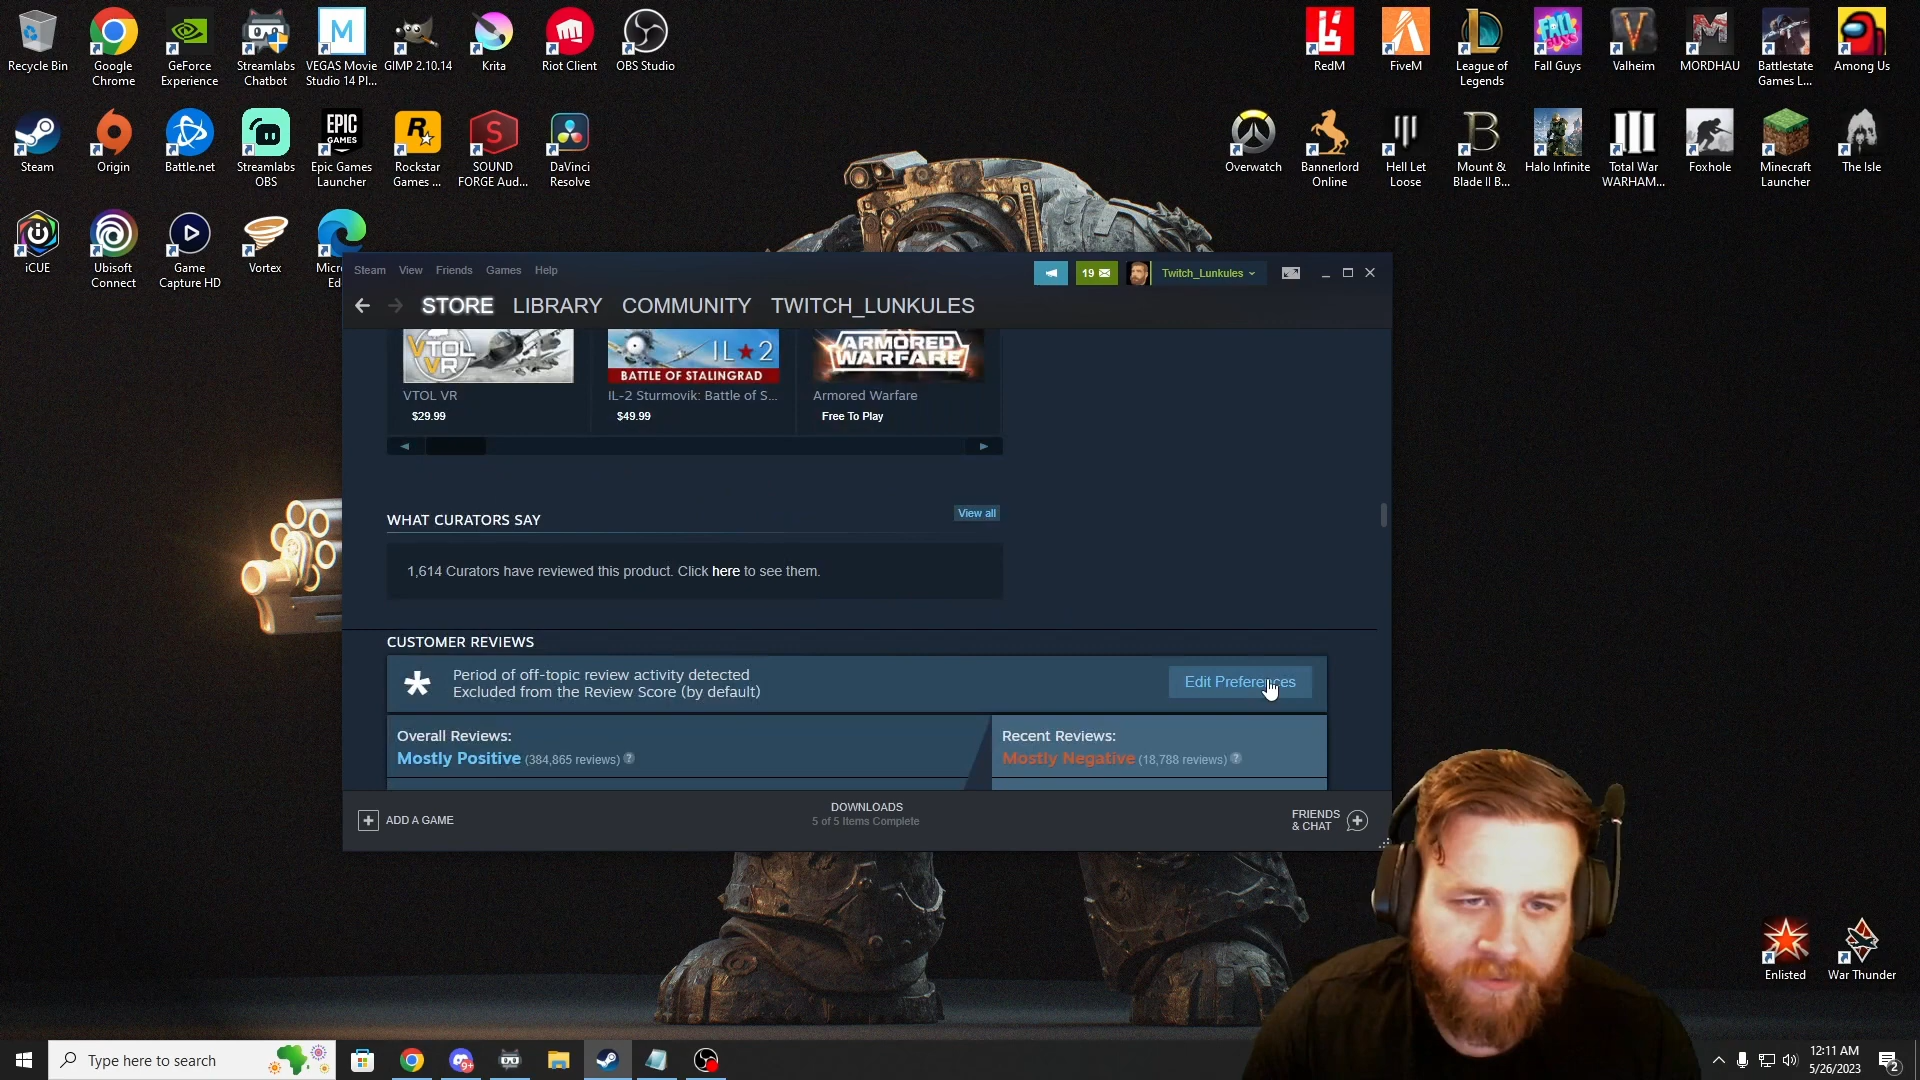 Recycle Bin
Google Chrome
GeForce Experience
Streamlabs Chatbot
VEGAS Movie Studio 14 Pl...
GIMP 2.10.14
Krita
Riot Client
OBS Studio
RedM
FiveM
League of Legends
Fall Guys
Valheim
MORDHAU
Battlestate Games L...
Among Us
Steam
Origin
Battle.net
Streamlabs OBS
EPIC GAMES
Epic Games Launcher
Rockstar Games ...
SOUND FORGE Aud...
DaVinci Resolve
Overwatch
Bannerlord Online
Hell Let Loose
Mount & Blade II B...
Halo Infinite
Total War WARHAM...
Foxhole
Minecraft Launcher
The Isle
iCUE
Ubisoft Connect
Game Capture HD
Vortex
Steam View Friends Games Help
19
Twitch_Lunkules
STORE LIBRARY COMMUNITY TWITCH_LUNKULES
VTOL VR
IL★2
BATTLE OF STALINGRAD
ARMORED WARFARE
VTOL VR
IL-2 Sturmovik: Battle of S...
Armored Warfare
$29.99
$49.99
Free To Play
WHAT CURATORS SAY
View all
1,614 Curators have reviewed this product. Click here to see them.
CUSTOMER REVIEWS
Period of off-topic review activity detected
Excluded from the Review Score (by default)
Edit Preferences
Overall Reviews:
Mostly Positive (384,865 reviews) ?
Recent Reviews:
Mostly Negative (18,788 reviews) ?
ADD A GAME
DOWNLOADS
5 of 5 Items Complete
FRIENDS & CHAT
Enlisted
War Thunder
Type here to search
9+
12:11 AM
5/26/2023
2